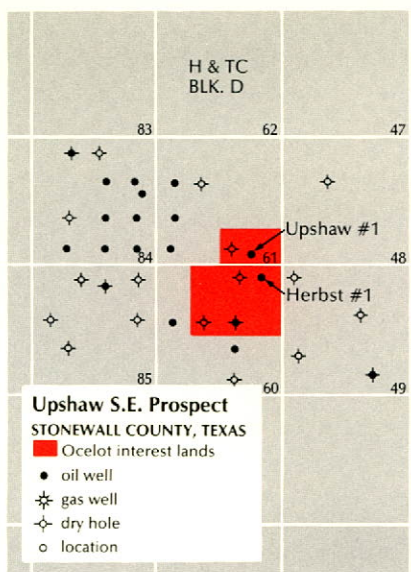 H & TC
BLK. D
83
62
47
Upshaw #1
84
61
48
Herbst #1
85
60
49
Upshaw S.E. Prospect
STONEWALL COUNTY, TEXAS
Ocelot interest lands
oil well
gas well
dry hole
location